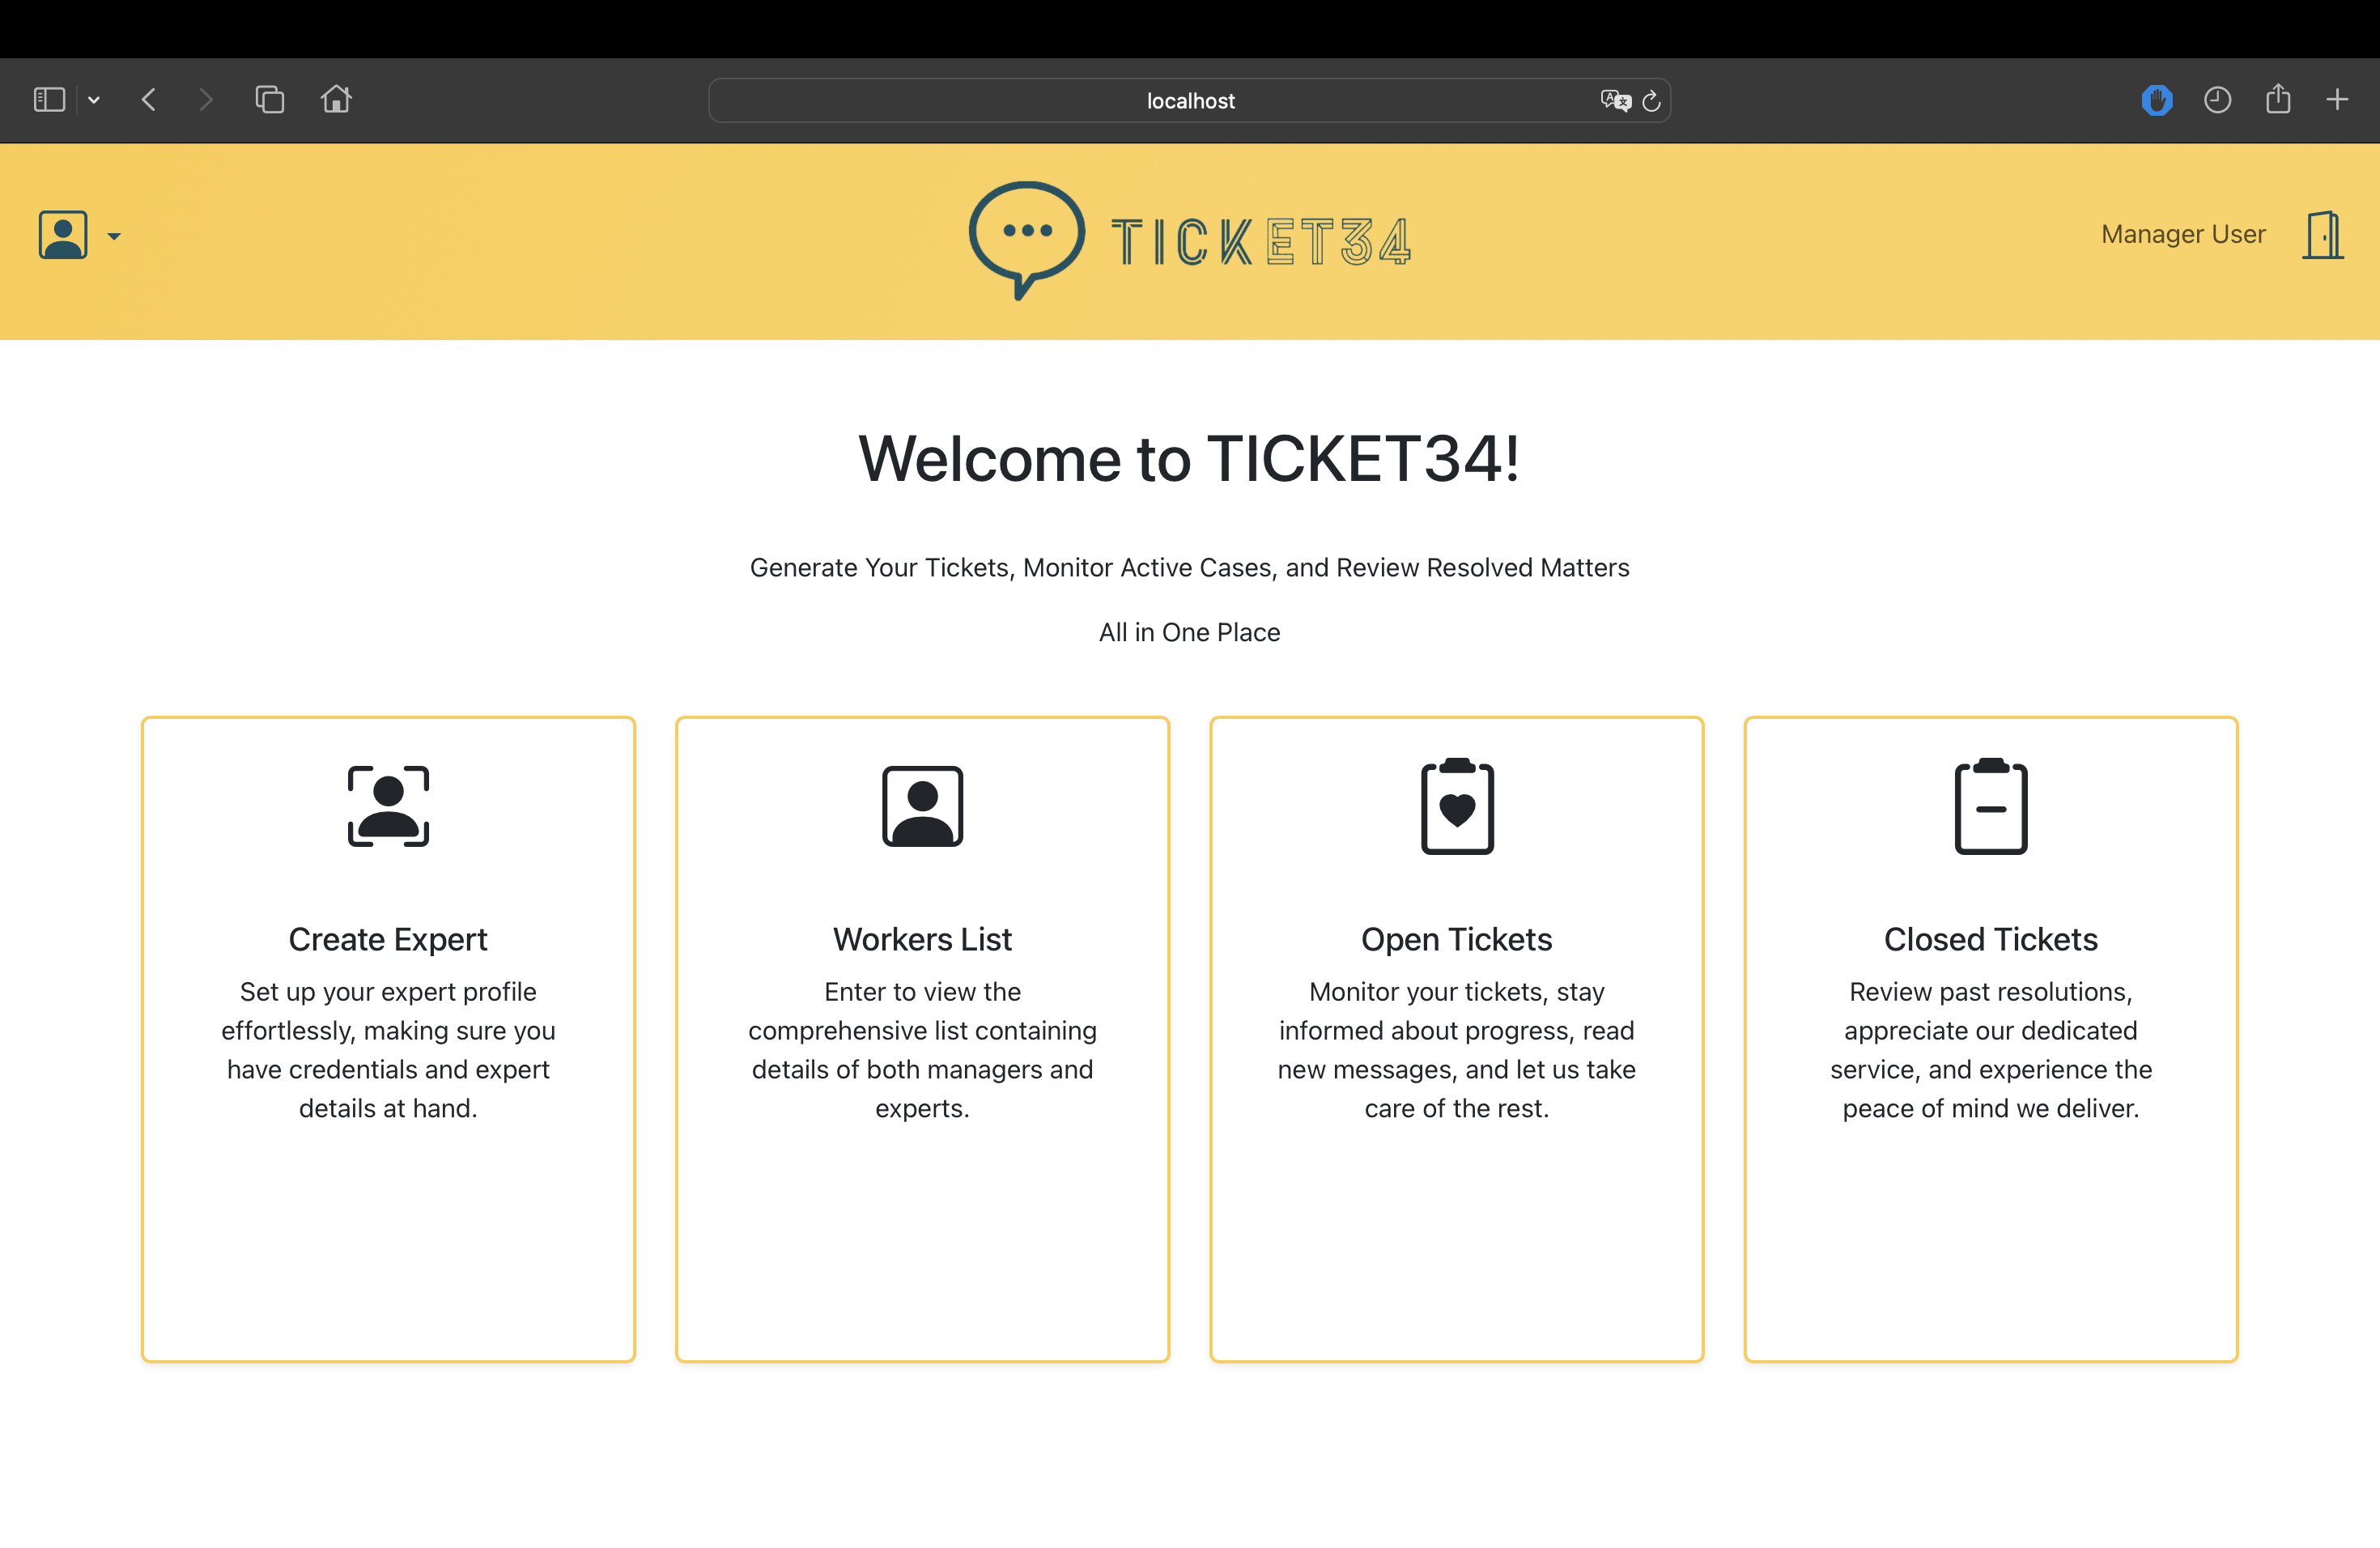 localhost
TICKET34
Manager User
Welcome to TICKET34!
Generate Your Tickets, Monitor Active Cases, and Review Resolved Matters
All in One Place
Create Expert
Set up your expert profile
effortlessly, making sure you
have credentials and expert
details at hand.
Workers List
Enter to view the
comprehensive list containing
details of both managers and
experts.
Open Tickets
Monitor your tickets, stay
informed about progress, read
new messages, and let us take
care of the rest.
Closed Tickets
Review past resolutions,
appreciate our dedicated
service, and experience the
peace of mind we deliver.